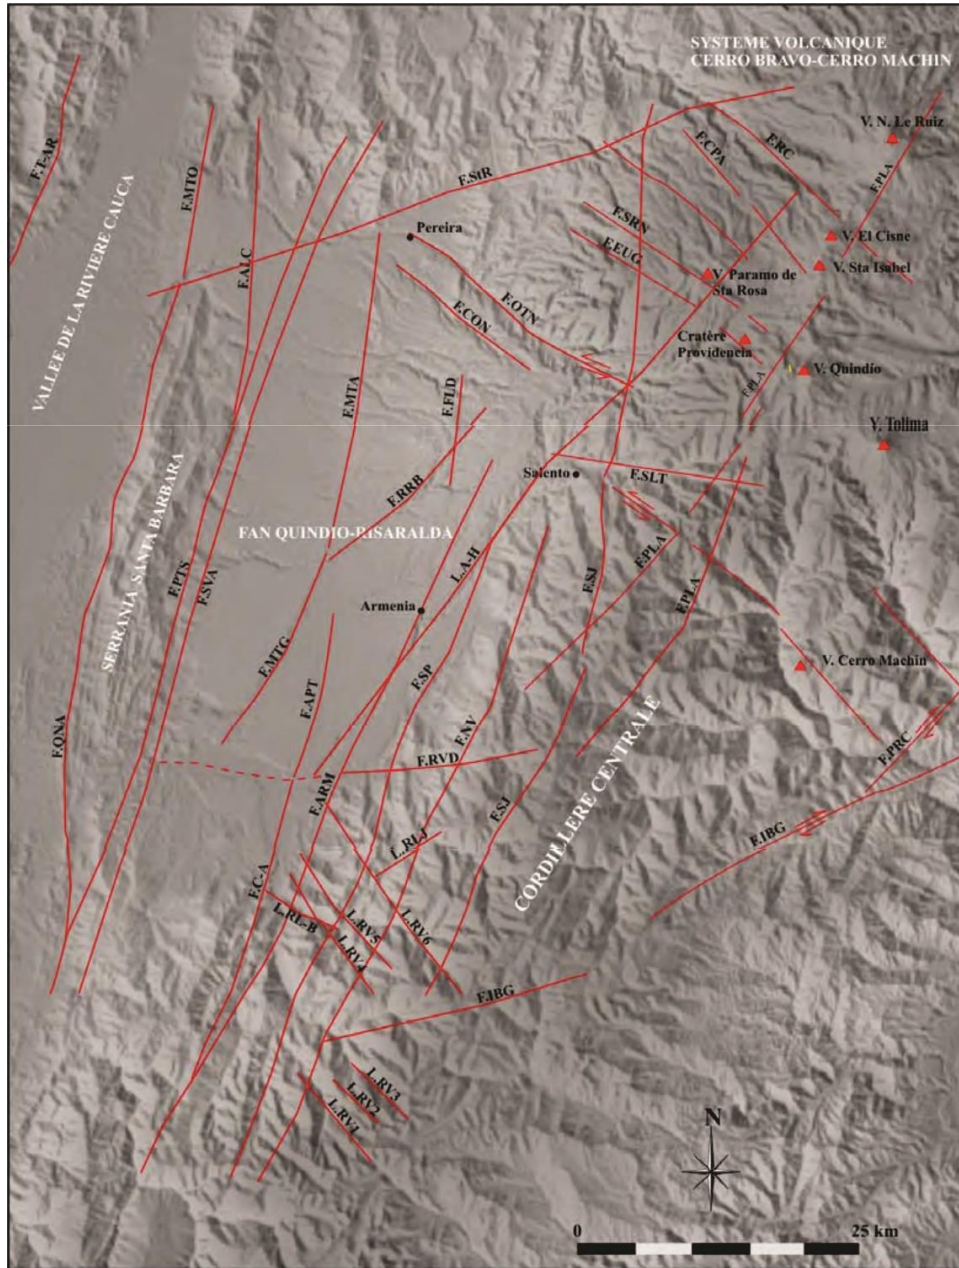 SYSTEME VOLCANIQUE
CERRO BRAVO-CERRO MACHIN
V. N. Le Ruiz
F.T-AR
F.MTO
F.ALC
F.StR
F.CPA
F.RC
F.PLA
VALLEE DE LA RIVIERE CAUCA
Pereira
F.SRN
F.EUG
V. El Cisne
V. Sta Isabel
V. Paramo de
Sta Rosa
F.OTN
F.CON
Cratère
Providencia
V. Quindio
F.PLA
F.MTA
F.FLD
V. Tolima
F.RRB
Salento
F.SLT
SERRANIA SANTA BARBARA
FAN QUINDIO-RISARALDA
L.A-H
F.PTS
F.SVA
F.SJ
F.PLA
F.PLA
Armenia
F.MTG
F.APT
F.SP
F.NV
V. Cerro Machin
F.QNA
F.RVD
F.PRC
F.ARM
F.SJ
CORDILLERE CENTRALE
F.IBG
L.RLJ
F.C-A
L.RL-B
L.RV5
L.RV6
L.RV4
F.IBG
L.RV3
L.RV2
L.RV1
N
0
25 km